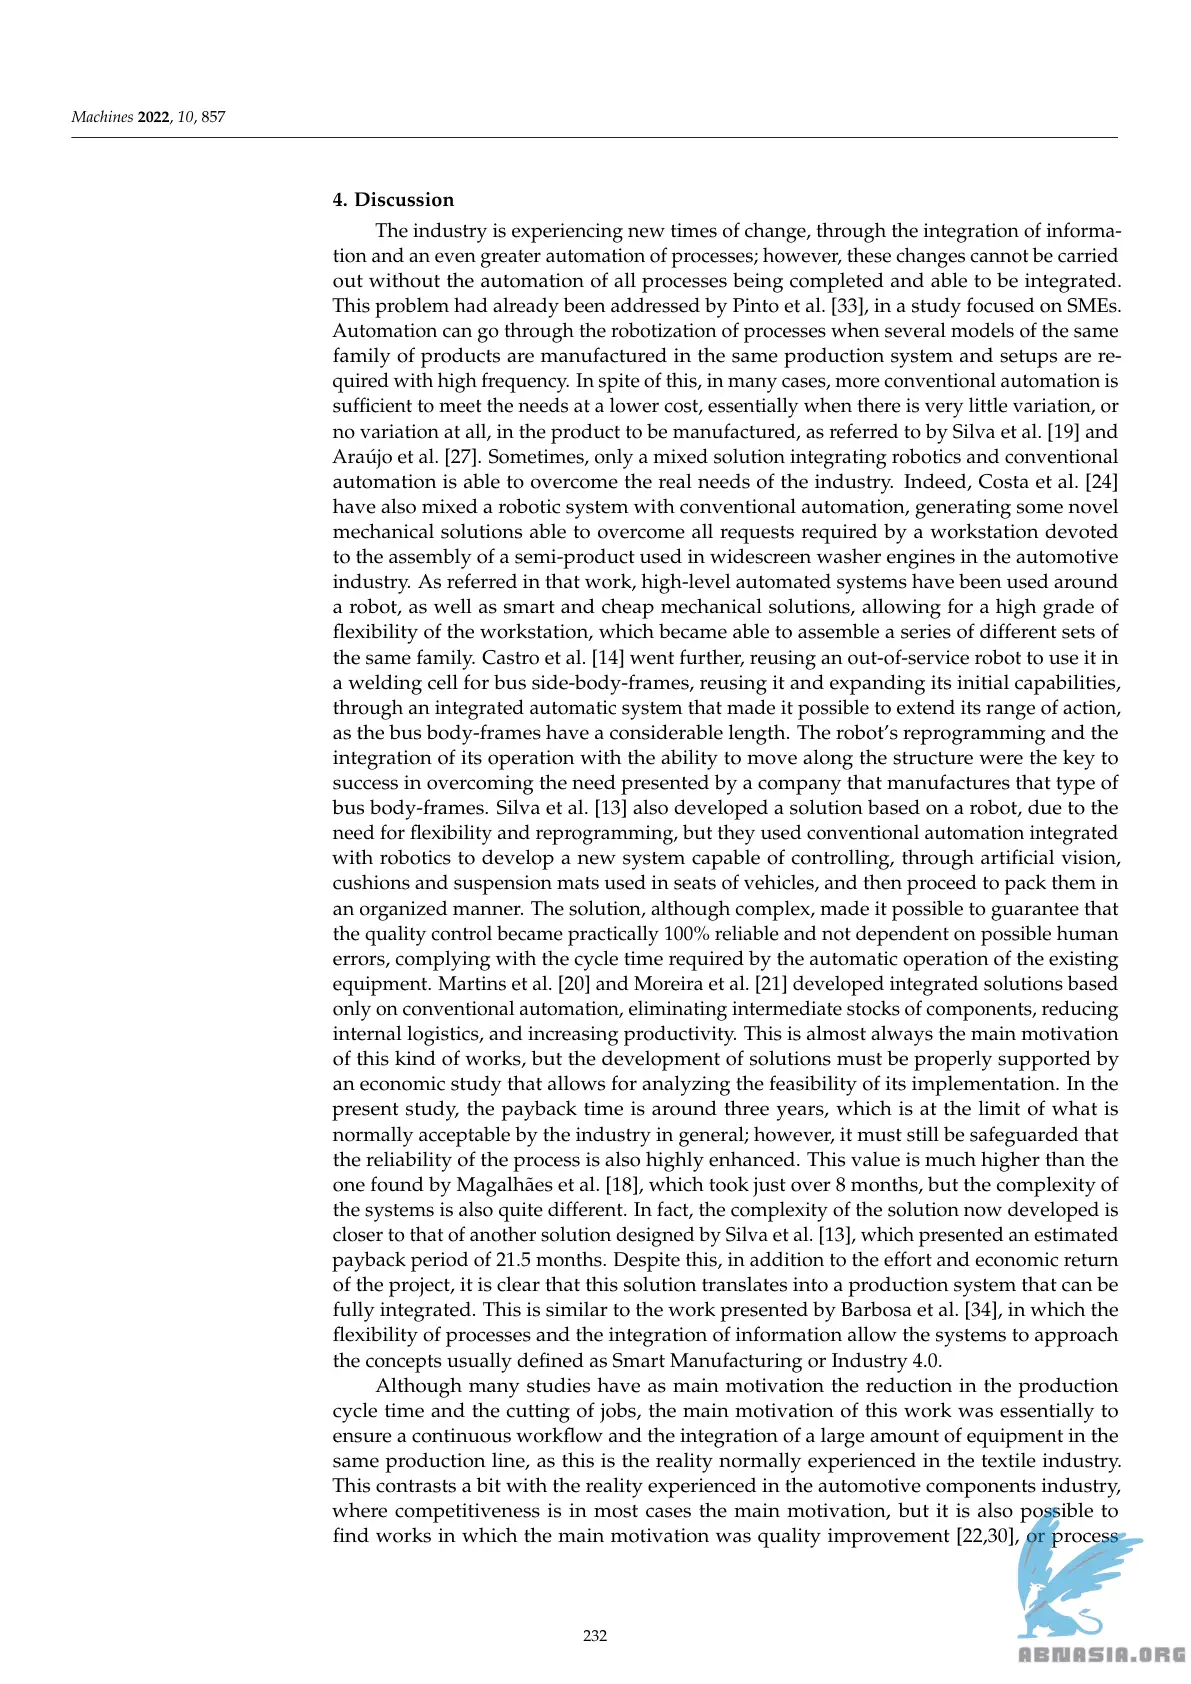 Machines 2022, 10, 857
4. Discussion
The industry is experiencing new times of change, through the integration of informa-
tion and an even greater automation of processes; however, these changes cannot be carried
out without the automation of all processes being completed and able to be integrated.
This problem had already been addressed by Pinto et al. [33], in a study focused on SMEs.
Automation can go through the robotization of processes when several models of the same
family of products are manufactured in the same production system and setups are re-
quired with high frequency. In spite of this, in many cases, more conventional automation is
sufficient to meet the needs at a lower cost, essentially when there is very little variation, or
no variation at all, in the product to be manufactured, as referred to by Silva et al. [19] and
Araújo et al. [27]. Sometimes, only a mixed solution integrating robotics and conventional
automation is able to overcome the real needs of the industry. Indeed, Costa et al. [24]
have also mixed a robotic system with conventional automation, generating some novel
mechanical solutions able to overcome all requests required by a workstation devoted
to the assembly of a semi-product used in widescreen washer engines in the automotive
industry. As referred in that work, high-level automated systems have been used around
a robot, as well as smart and cheap mechanical solutions, allowing for a high grade of
flexibility of the workstation, which became able to assemble a series of different sets of
the same family. Castro et al. [14] went further, reusing an out-of-service robot to use it in
a welding cell for bus side-body-frames, reusing it and expanding its initial capabilities,
through an integrated automatic system that made it possible to extend its range of action,
as the bus body-frames have a considerable length. The robot's reprogramming and the
integration of its operation with the ability to move along the structure were the key to
success in overcoming the need presented by a company that manufactures that type of
bus body-frames. Silva et al. [13] also developed a solution based on a robot, due to the
need for flexibility and reprogramming, but they used conventional automation integrated
with robotics to develop a new system capable of controlling, through artificial vision,
cushions and suspension mats used in seats of vehicles, and then proceed to pack them in
an organized manner. The solution, although complex, made it possible to guarantee that
the quality control became practically 100% reliable and not dependent on possible human
errors, complying with the cycle time required by the automatic operation of the existing
equipment. Martins et al. [20] and Moreira et al. [21] developed integrated solutions based
only on conventional automation, eliminating intermediate stocks of components, reducing
internal logistics, and increasing productivity. This is almost always the main motivation
of this kind of works, but the development of solutions must be properly supported by
an economic study that allows for analyzing the feasibility of its implementation. In the
present study, the payback time is around three years, which is at the limit of what is
normally acceptable by the industry in general; however, it must still be safeguarded that
the reliability of the process is also highly enhanced. This value is much higher than the
one found by Magalhães et al. [18], which took just over 8 months, but the complexity of
the systems is also quite different. In fact, the complexity of the solution now developed is
closer to that of another solution designed by Silva et al. [13], which presented an estimated
payback period of 21.5 months. Despite this, in addition to the effort and economic return
of the project, it is clear that this solution translates into a production system that can be
fully integrated. This is similar to the work presented by Barbosa et al. [34], in which the
flexibility of processes and the integration of information allow the systems to approach
the concepts usually defined as Smart Manufacturing or Industry 4.0.
Although many studies have as main motivation the reduction in the production
cycle time and the cutting of jobs, the main motivation of this work was essentially to
ensure a continuous workflow and the integration of a large amount of equipment in the
same production line, as this is the reality normally experienced in the textile industry.
This contrasts a bit with the reality experienced in the automotive components industry,
where competitiveness is in most cases the main motivation, but it is also possible to
find works in which the main motivation was quality improvement [22,30], or process
232
ABNASIA.ORG